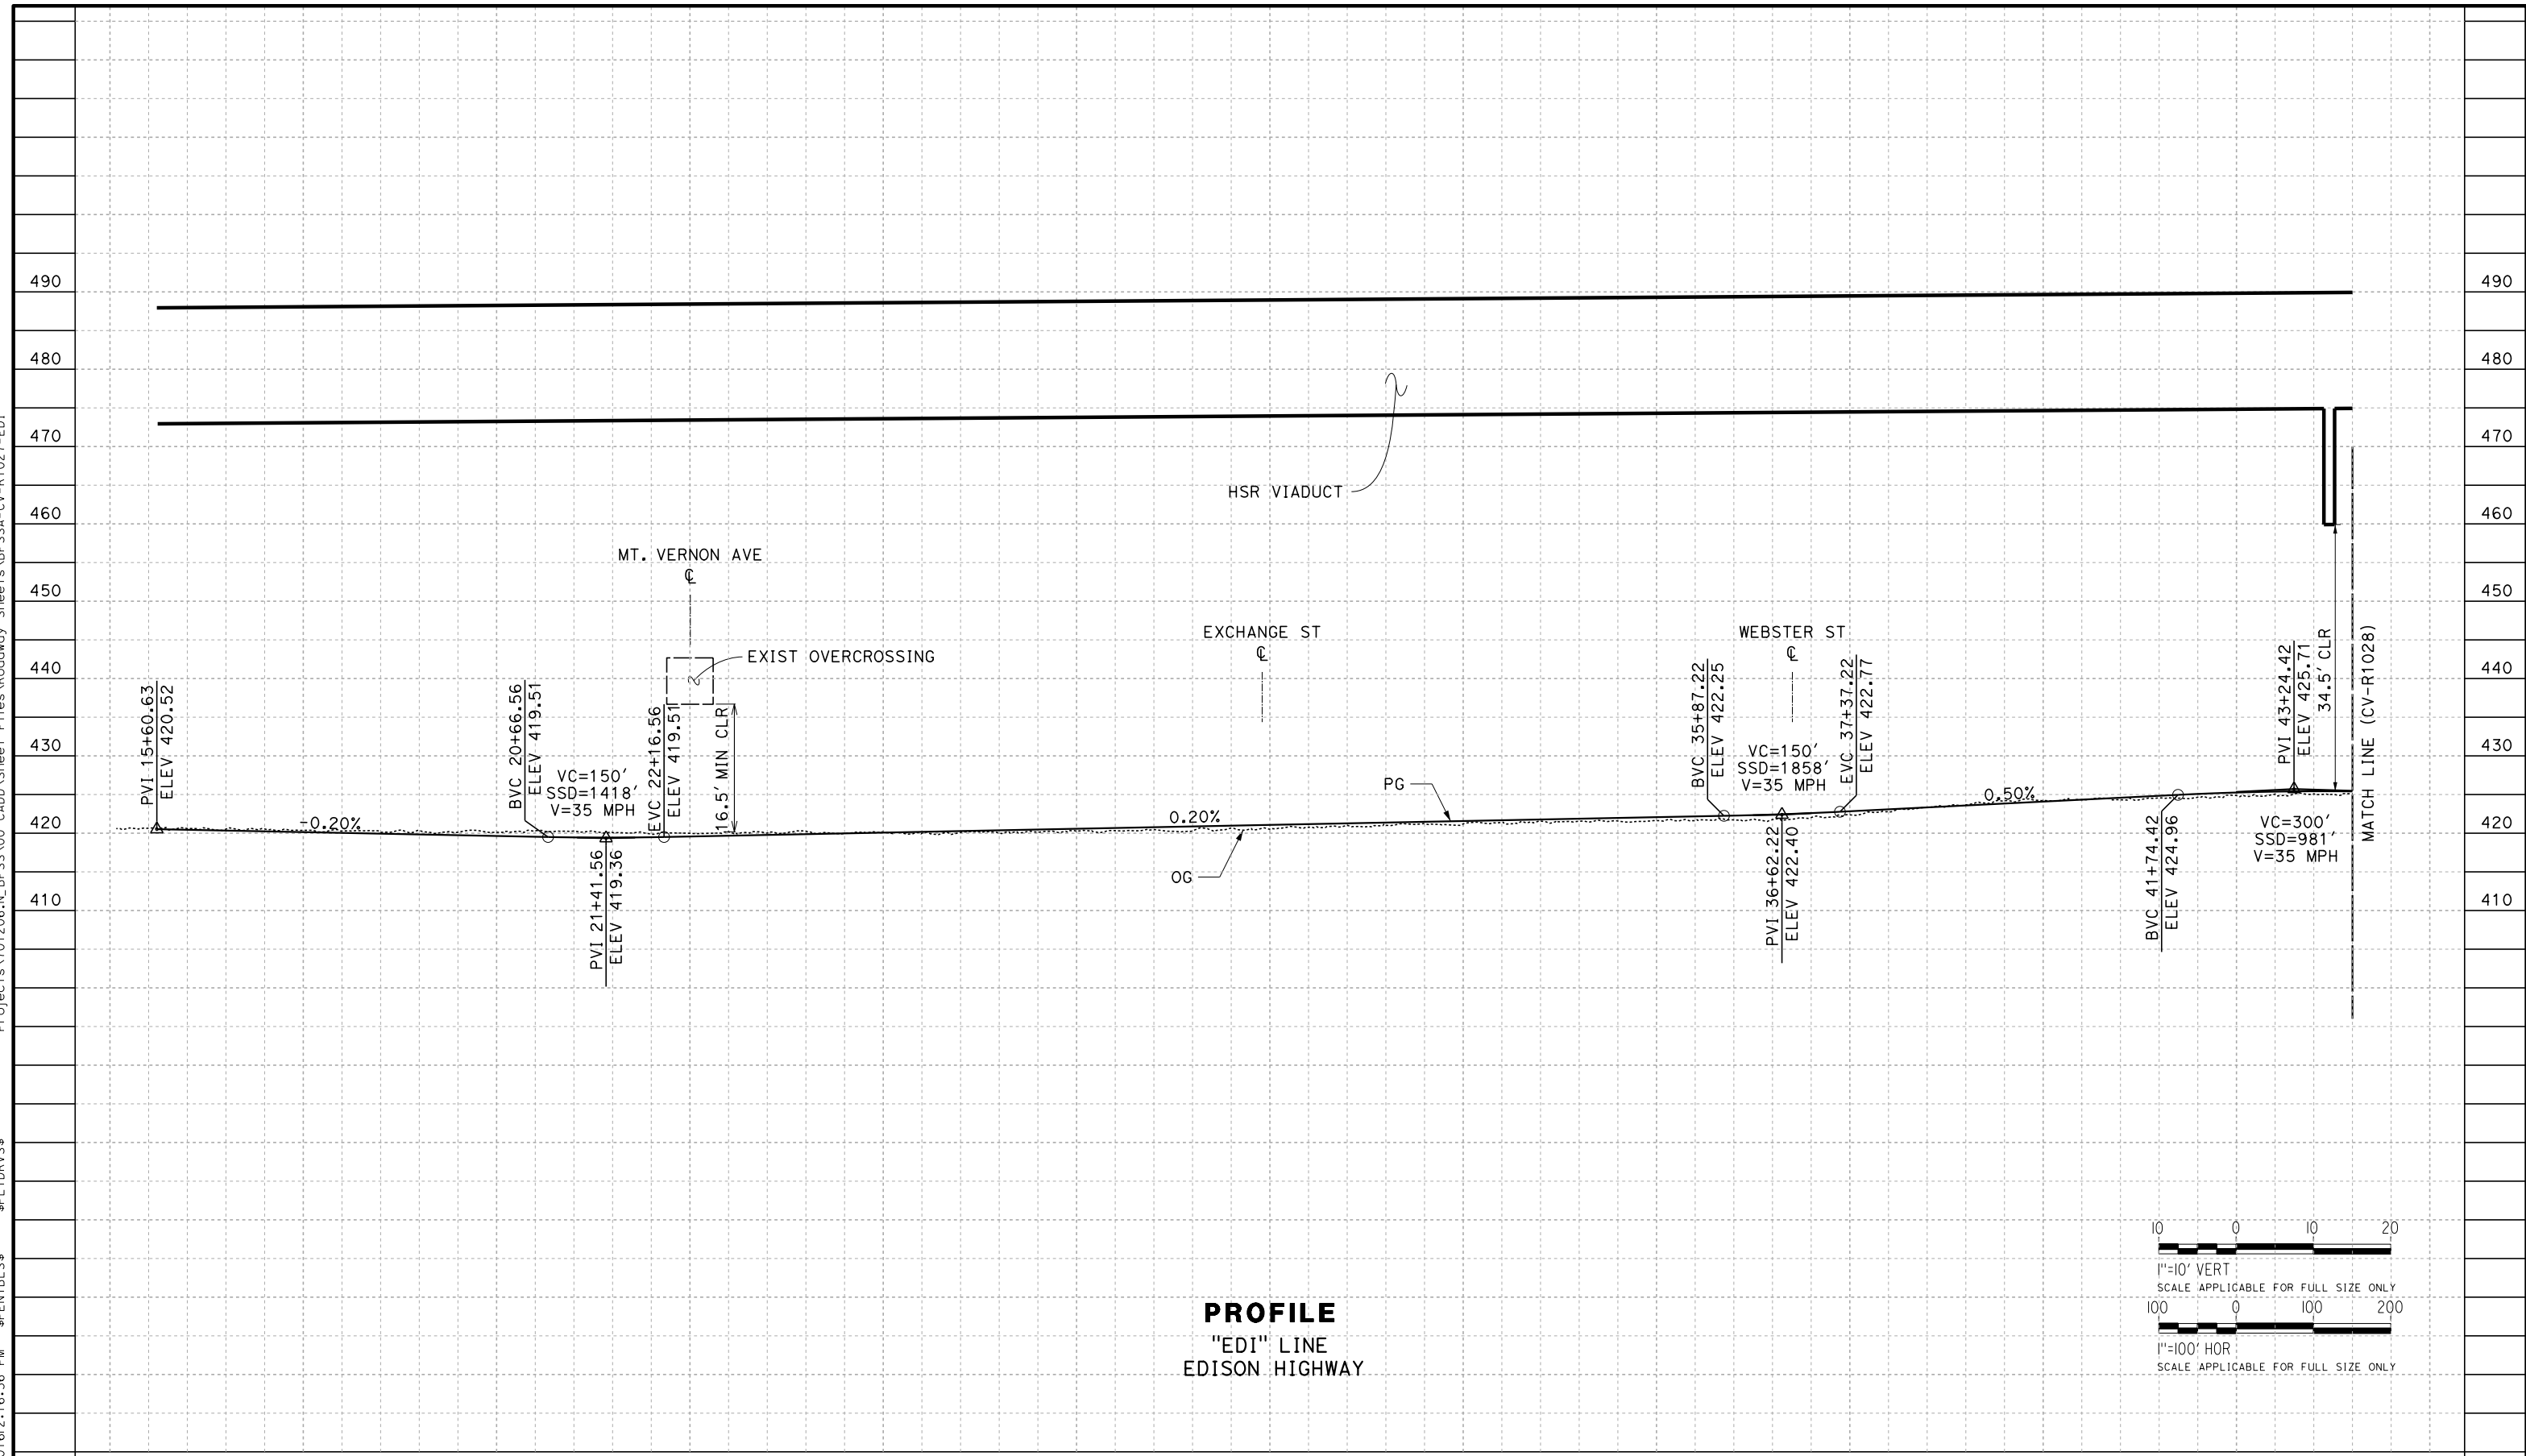 490
490
480
480
470
470
HSR VIADUCT
460
460
MT. VERNON AVE
℄
450
450
EXCHANGE ST
℄
WEBSTER ST
℄
EXIST OVERCROSSING
440
440
PVI 15+60.63
ELEV 420.52
BVC 20+66.56
ELEV 419.51
VC=150'
SSD=1418'
V=35 MPH
EVC 22+16.56
ELEV 419.51
16.5' MIN CLR
BVC 35+87.22
ELEV 422.25
VC=150'
SSD=1858'
V=35 MPH
EVC 37+37.22
ELEV 422.77
PVI 43+24.42
ELEV 425.71
34.5' CLR
MATCH LINE (CV-R1028)
430
430
PG
-0.20%
0.20%
0.50%
420
420
OG
PVI 21+41.56
ELEV 419.36
PVI 36+62.22
ELEV 422.40
BVC 41+74.42
ELEV 424.96
VC=300'
SSD=981'
V=35 MPH
410
410
10 0 10 20
1"=10' VERT
SCALE APPLICABLE FOR FULL SIZE ONLY
100 0 100 200
1"=100' HOR
SCALE APPLICABLE FOR FULL SIZE ONLY
PROFILE
"EDI" LINE
EDISON HIGHWAY